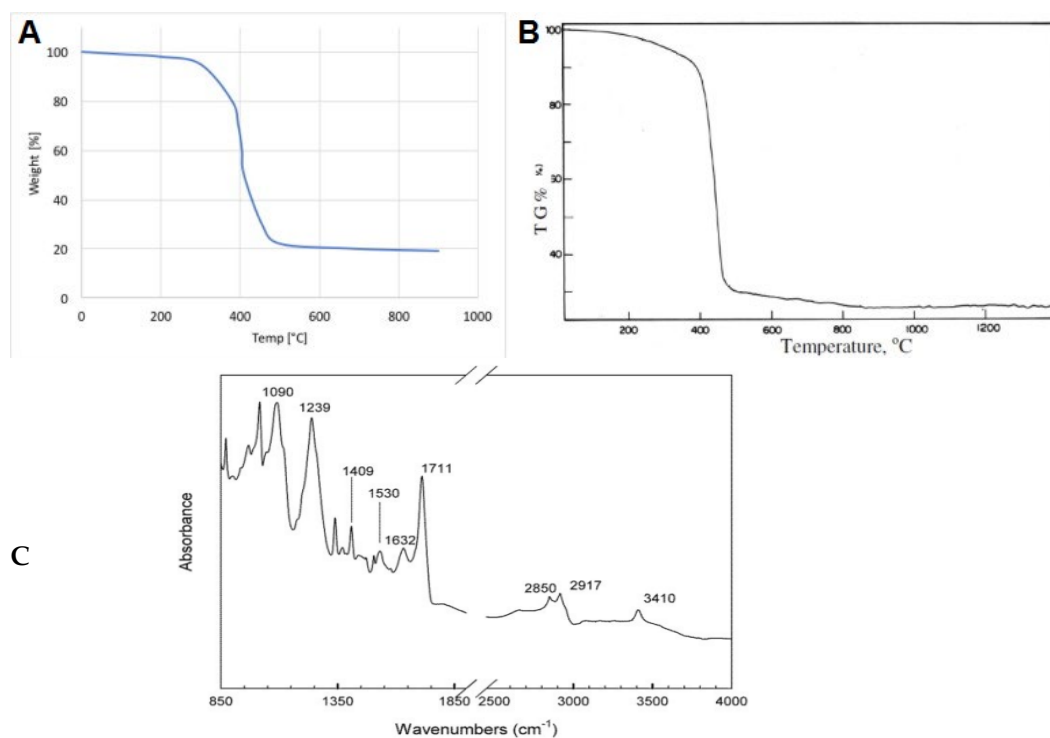 A
100
80
60
40
20
0
Weight [%]
0 200 400 600 800 1000
Temp [°C]
B
100
80
60
40
T G %
200 400 600 800 1000 1200
Temperature, °C
C
1090
1239
1409
1530
1632
1711
2850
2917
3410
Absorbance
850 1350 1850 2500 3000 3500 4000
Wavenumbers (cm⁻¹)